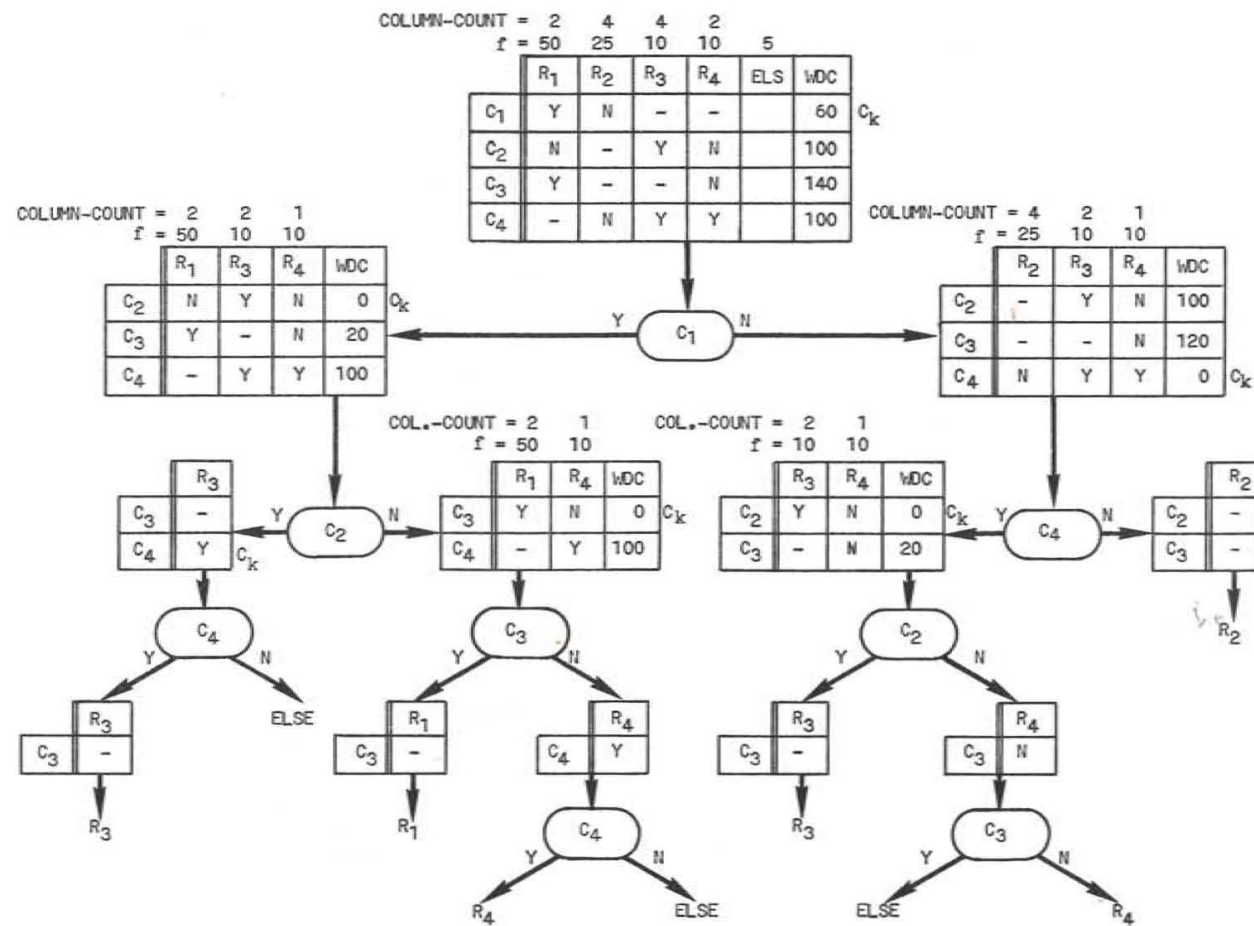 COLUMN-COUNT = 2 4 4 2
f = 50 25 10 10 5
R1 R2 R3 R4 ELS WDC
C1 Y N - - 60 Ck
C2 N - Y N 100
C3 Y - - N 140
C4 - N Y Y 100
COLUMN-COUNT = 2 2 1
f = 50 10 10
R1 R3 R4 WDC
C2 N Y N 0 Ck
C3 Y - N 20
C4 - Y Y 100
COLUMN-COUNT = 4 2 1
f = 25 10 10
R2 R3 R4 WDC
C2 - Y N 100
C3 - - N 120
C4 N Y Y 0 Ck
Y C1 N
R3
C3 -
C4 Y Ck
Y C2 N
COL.-COUNT = 2 1
f = 50 10
R1 R4 WDC
C3 Y N 0 Ck
C4 - Y 100
COL.-COUNT = 2 1
f = 10 10
R3 R4 WDC
C2 Y N 0 Ck
C3 - N 20
Y C4 N
R2
C2 -
C3 -
R2
C4
Y N
C3
Y N
C2
Y N
R3
C3 -
R3
ELSE
R1
C3 -
R1
R4
C4 Y
C4
Y N
R4 ELSE
R3
C3 -
R3
R4
C3 N
C3
Y N
ELSE R4